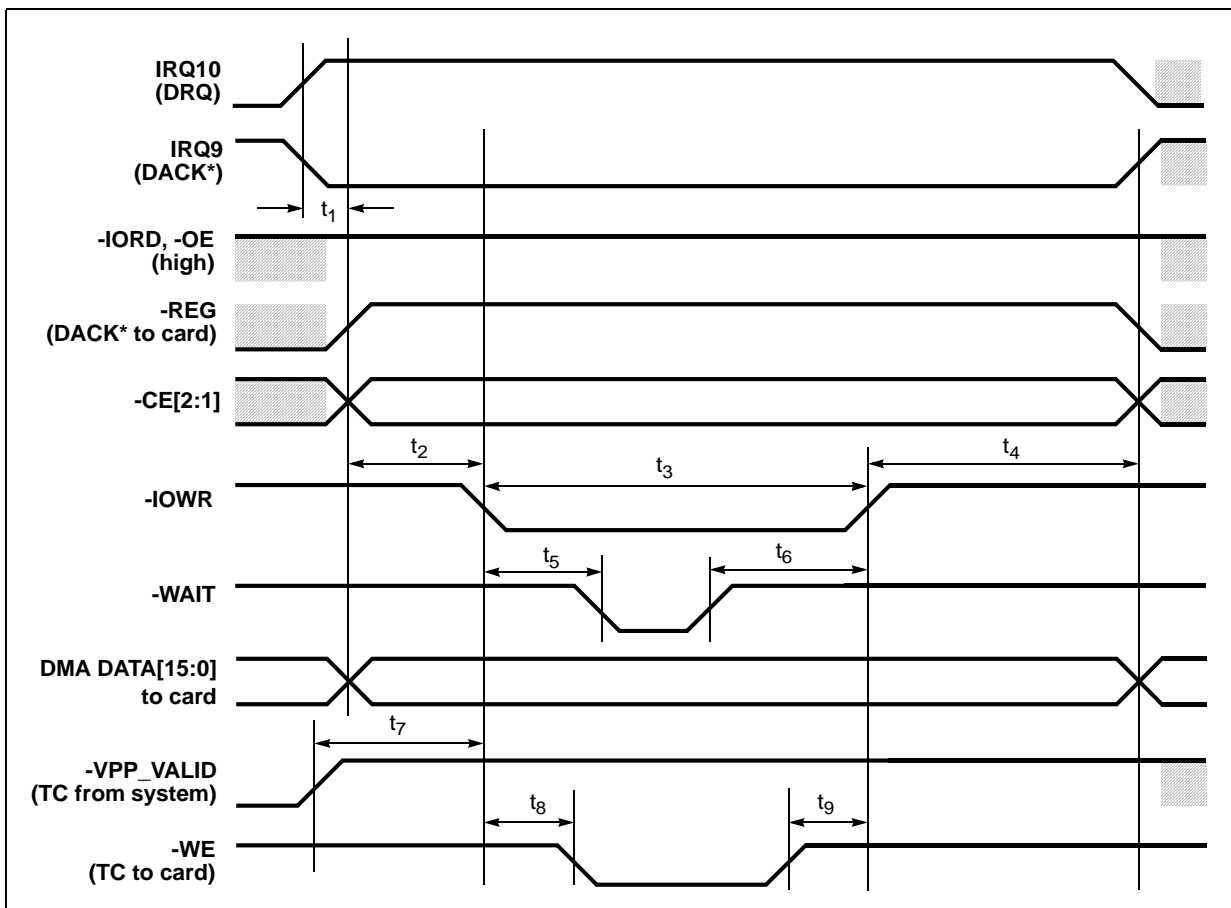 IRQ10
(DRQ)
IRQ9
(DACK*)
t1
-IORD, -OE
(high)
-REG
(DACK* to card)
-CE[2:1]
t2
t3
t4
-IOWR
t5
t6
-WAIT
DMA DATA[15:0]
to card
t7
-VPP_VALID
(TC from system)
t8
t9
-WE
(TC to card)